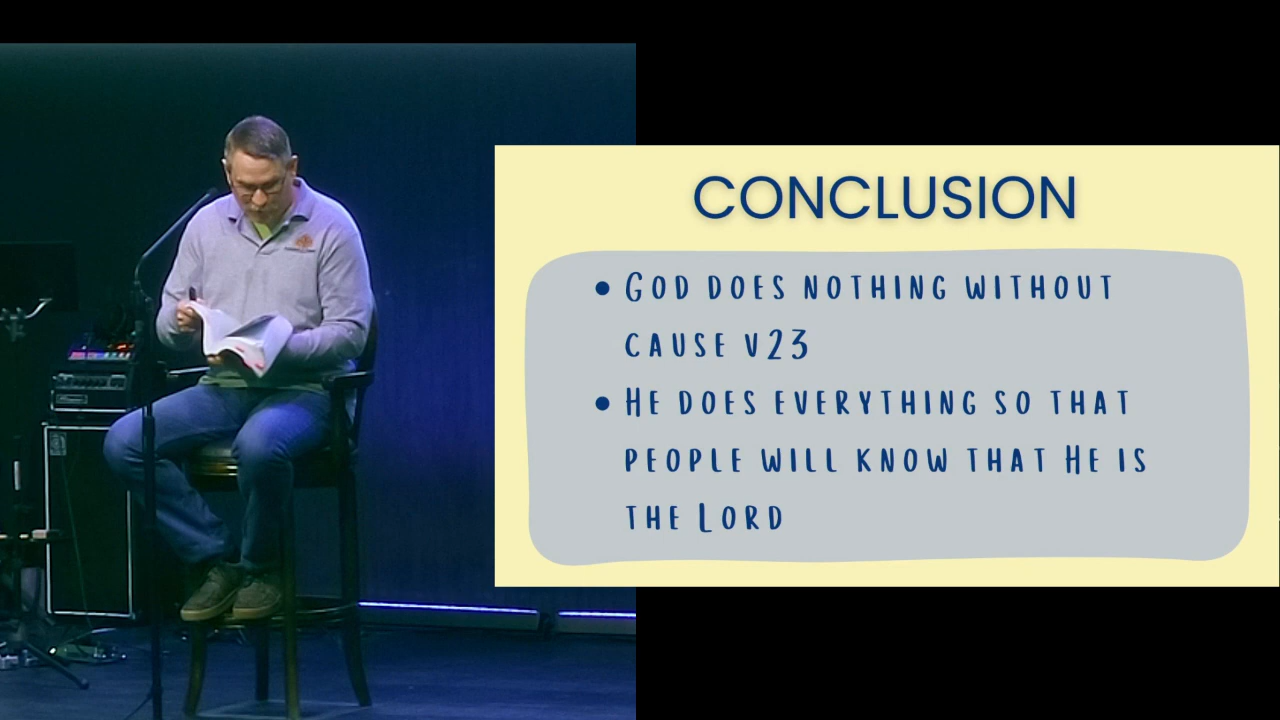 CONCLUSION
• GOD DOES NOTHING WITHOUT
CAUSE V23
• HE DOES EVERYTHING SO THAT
PEOPLE WILL KNOW THAT HE IS
THE LORD